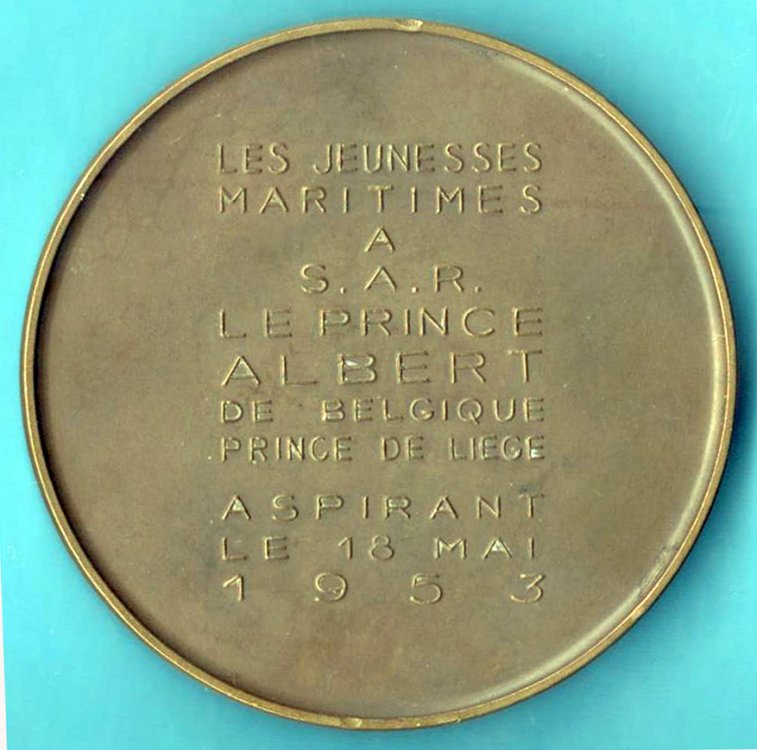 LES JEUNESSES
MARITIMES
A
S.A.R.
LE PRINCE
ALBERT
DE BELGIQUE
PRINCE DE LIEGE
ASPIRANT
LE 18 MAI
1953